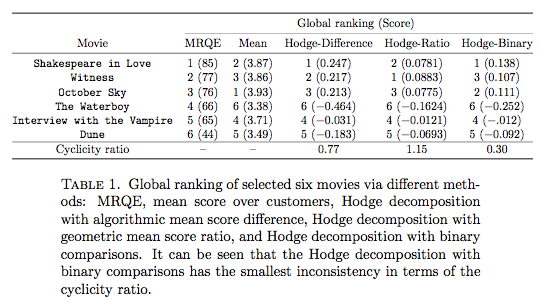 Global ranking (Score)
Movie MRQE Mean Hodge-Difference Hodge-Ratio Hodge-Binary
Shakespeare in Love 1 (85) 2 (3.87) 1 (0.247) 2 (0.0781) 1 (0.138)
Witness 2 (77) 3 (3.86) 2 (0.217) 1 (0.0883) 3 (0.107)
October Sky 3 (76) 1 (3.93) 3 (0.213) 3 (0.0775) 2 (0.111)
The Waterboy 4 (66) 6 (3.38) 6 (−0.464) 6 (−0.1624) 6 (−0.252)
Interview with the Vampire 5 (65) 4 (3.71) 4 (−0.031) 4 (−0.0121) 4 (−.012)
Dune 6 (44) 5 (3.49) 5 (−0.183) 5 (−0.0693) 5 (−0.092)
Cyclicity ratio – – 0.77 1.15 0.30
TABLE 1. Global ranking of selected six movies via different meth-
ods: MRQE, mean score over customers, Hodge decomposition
with algorithmic mean score difference, Hodge decomposition with
geometric mean score ratio, and Hodge decomposition with binary
comparisons. It can be seen that the Hodge decomposition with
binary comparisons has the smallest inconsistency in terms of the
cyclicity ratio.